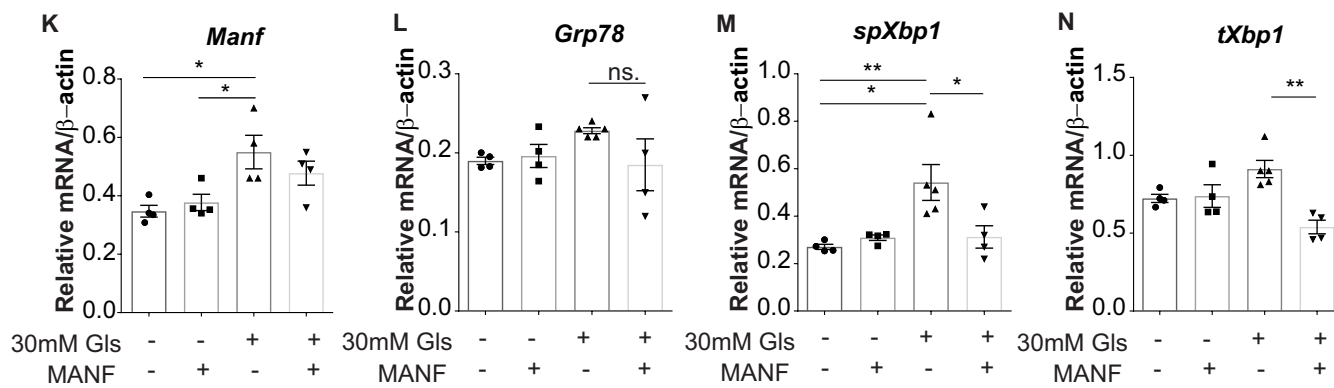 K
Manf
Relative mRNA/β−actin
0.8
0.6
0.4
0.2
0.0
*
*
L
Grp78
Relative mRNA/β−actin
0.3
0.2
0.1
0.0
ns.
M
spXbp1
Relative mRNA/β−actin
1.0
0.8
0.6
0.4
0.2
0.0
**
*
*
N
tXbp1
Relative mRNA/β−actin
1.5
1.0
0.5
0.0
**
30mM Gls - - + +
MANF - + - +
30mM Gls - - + +
MANF - + - +
30mM Gls - - + +
MANF - + - +
30mM Gls - - + +
MANF - + - +